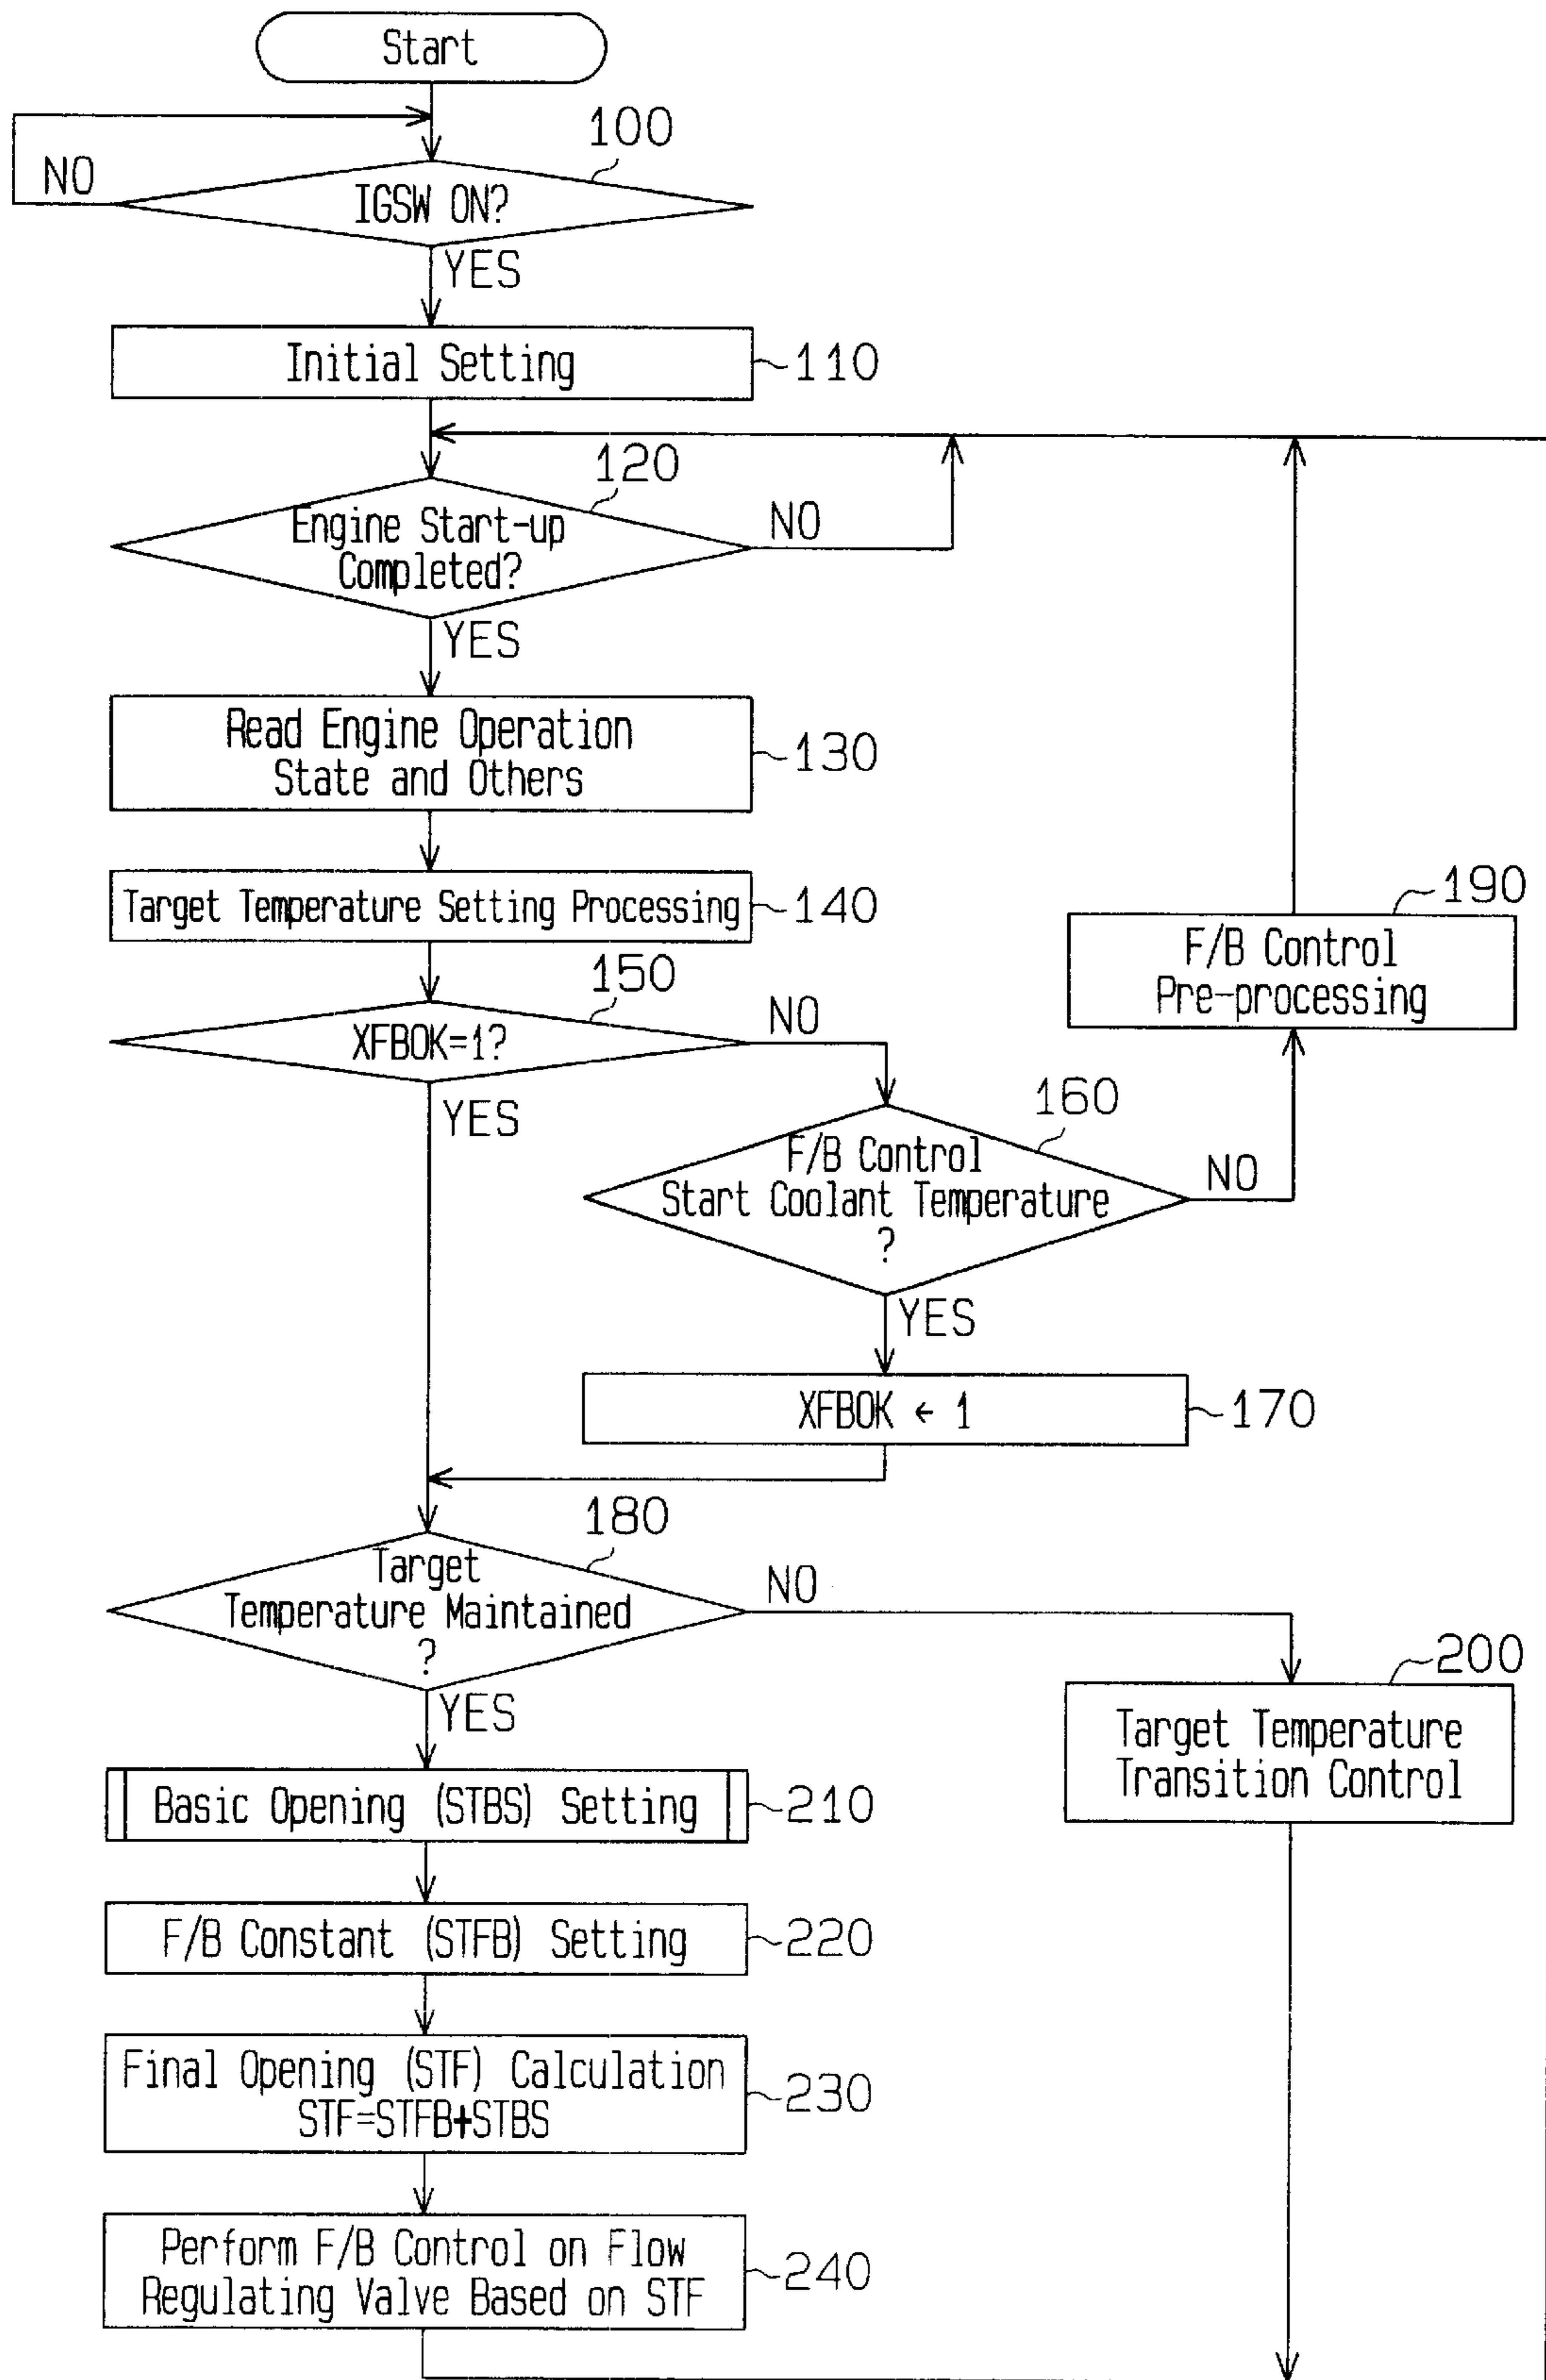 Start
100
NO
IGSW ON?
YES
Initial Setting
110
120
Engine Start-up
Completed?
NO
YES
Read Engine Operation
State and Others
130
Target Temperature Setting Processing
140
190
F/B Control
Pre-processing
150
XFBOK=1?
NO
YES
160
F/B Control
Start Coolant Temperature
?
NO
YES
XFBOK ← 1
170
180
Target
Temperature Maintained
?
NO
YES
200
Target Temperature
Transition Control
Basic Opening (STBS) Setting
210
F/B Constant (STFB) Setting
220
Final Opening (STF) Calculation
STF=STFB+STBS
230
Perform F/B Control on Flow
Regulating Valve Based on STF
240